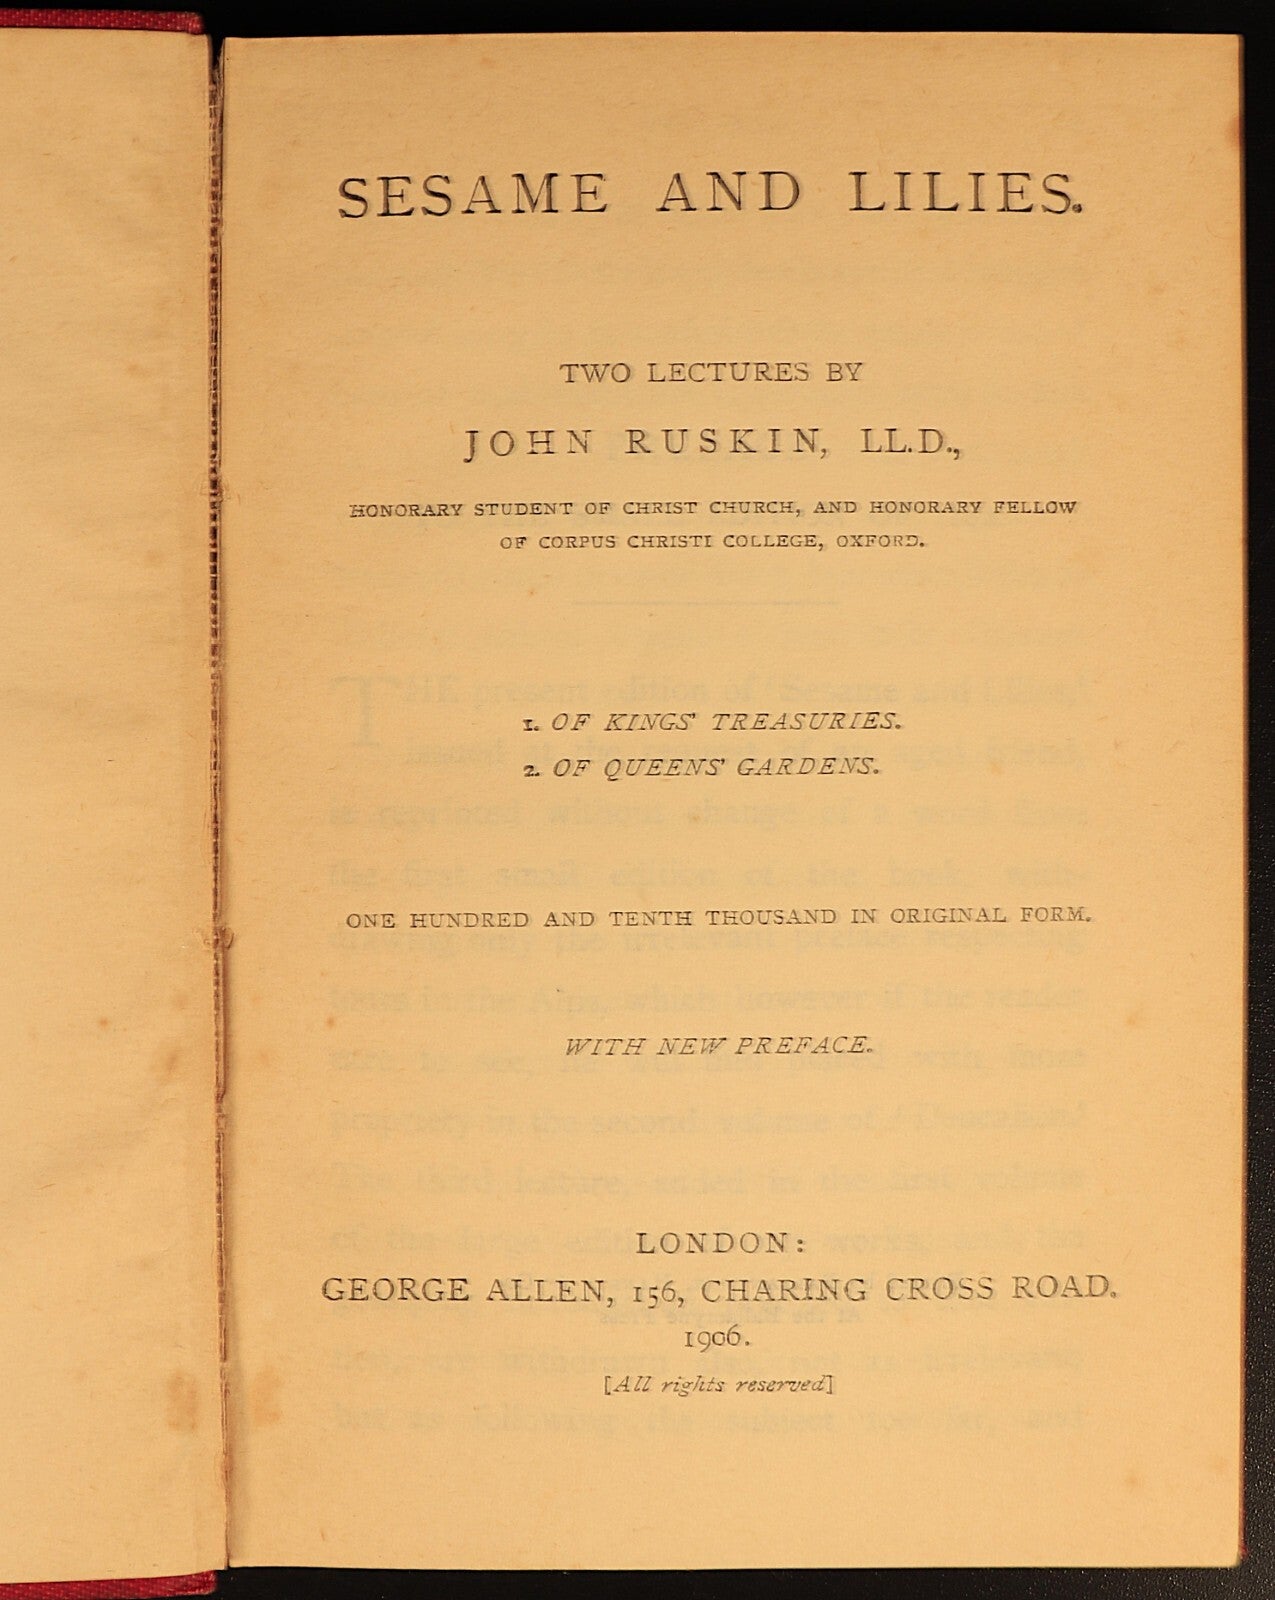 SESAME AND LILIES.
TWO LECTURES BY
JOHN RUSKIN, LL.D.,
HONORARY STUDENT OF CHRIST CHURCH, AND HONORARY FELLOW
OF CORPUS CHRISTI COLLEGE, OXFORD.
1. OF KINGS' TREASURIES.
2. OF QUEENS' GARDENS.
ONE HUNDRED AND TENTH THOUSAND IN ORIGINAL FORM.
WITH NEW PREFACE.
LONDON:
GEORGE ALLEN, 156, CHARING CROSS ROAD.
1906.
[All rights reserved]